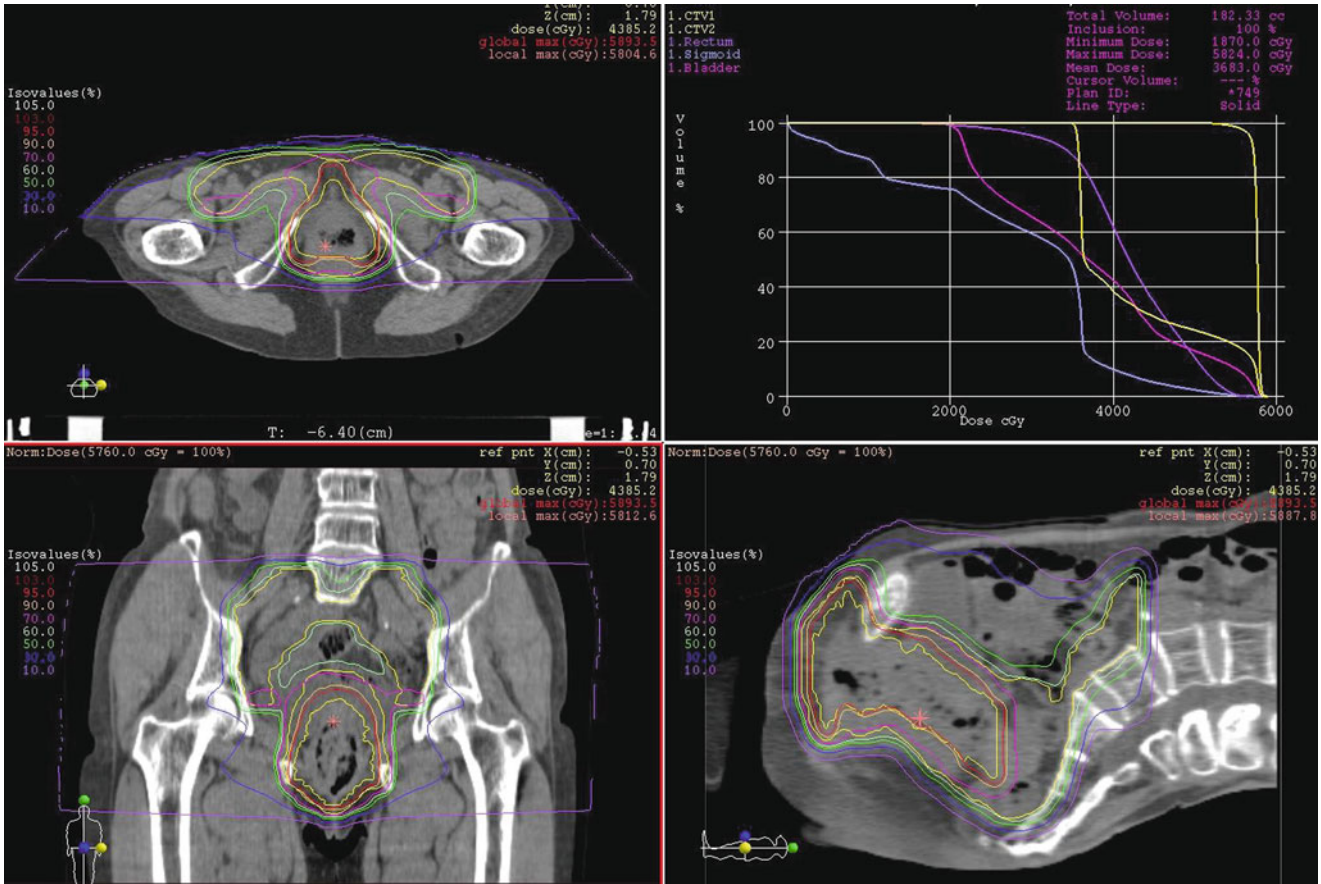 Z(cm): 1.79
dose(cGy): 4385.2
global max(cGy):5893.5
local max(cGy):5804.6
Isovalues(%)
105.0
103.0
95.0
90.0
70.0
60.0
50.0
30.0
10.0
T: -6.40(cm)
1.CTV1
1.CTV2
1.Rectum
1.Sigmoid
1.Bladder
Total Volume: 182.33 cc
Inclusion: 100 %
Minimum Dose: 1870.0 cGy
Maximum Dose: 5824.0 cGy
Mean Dose: 3683.0 cGy
Cursor Volume: --- %
Plan ID: *749
Line Type: Solid
Volume %
100
80
60
40
20
0
0 2000 4000 6000
Dose cGy
Norm:Dose(5760.0 cGy = 100%)
ref pnt X(cm): -0.53
Y(cm): 0.70
Z(cm): 1.79
dose(cGy): 4385.2
global max(cGy):5893.5
local max(cGy):5812.6
Isovalues(%)
105.0
103.0
95.0
90.0
70.0
60.0
50.0
30.0
10.0
Norm:Dose(5760.0 cGy = 100%)
ref pnt X(cm): -0.53
Y(cm): 0.70
Z(cm): 1.79
dose(cGy): 4385.2
global max(cGy):5893.5
local max(cGy):5887.8
Isovalues(%)
105.0
103.0
95.0
90.0
70.0
60.0
50.0
30.0
10.0